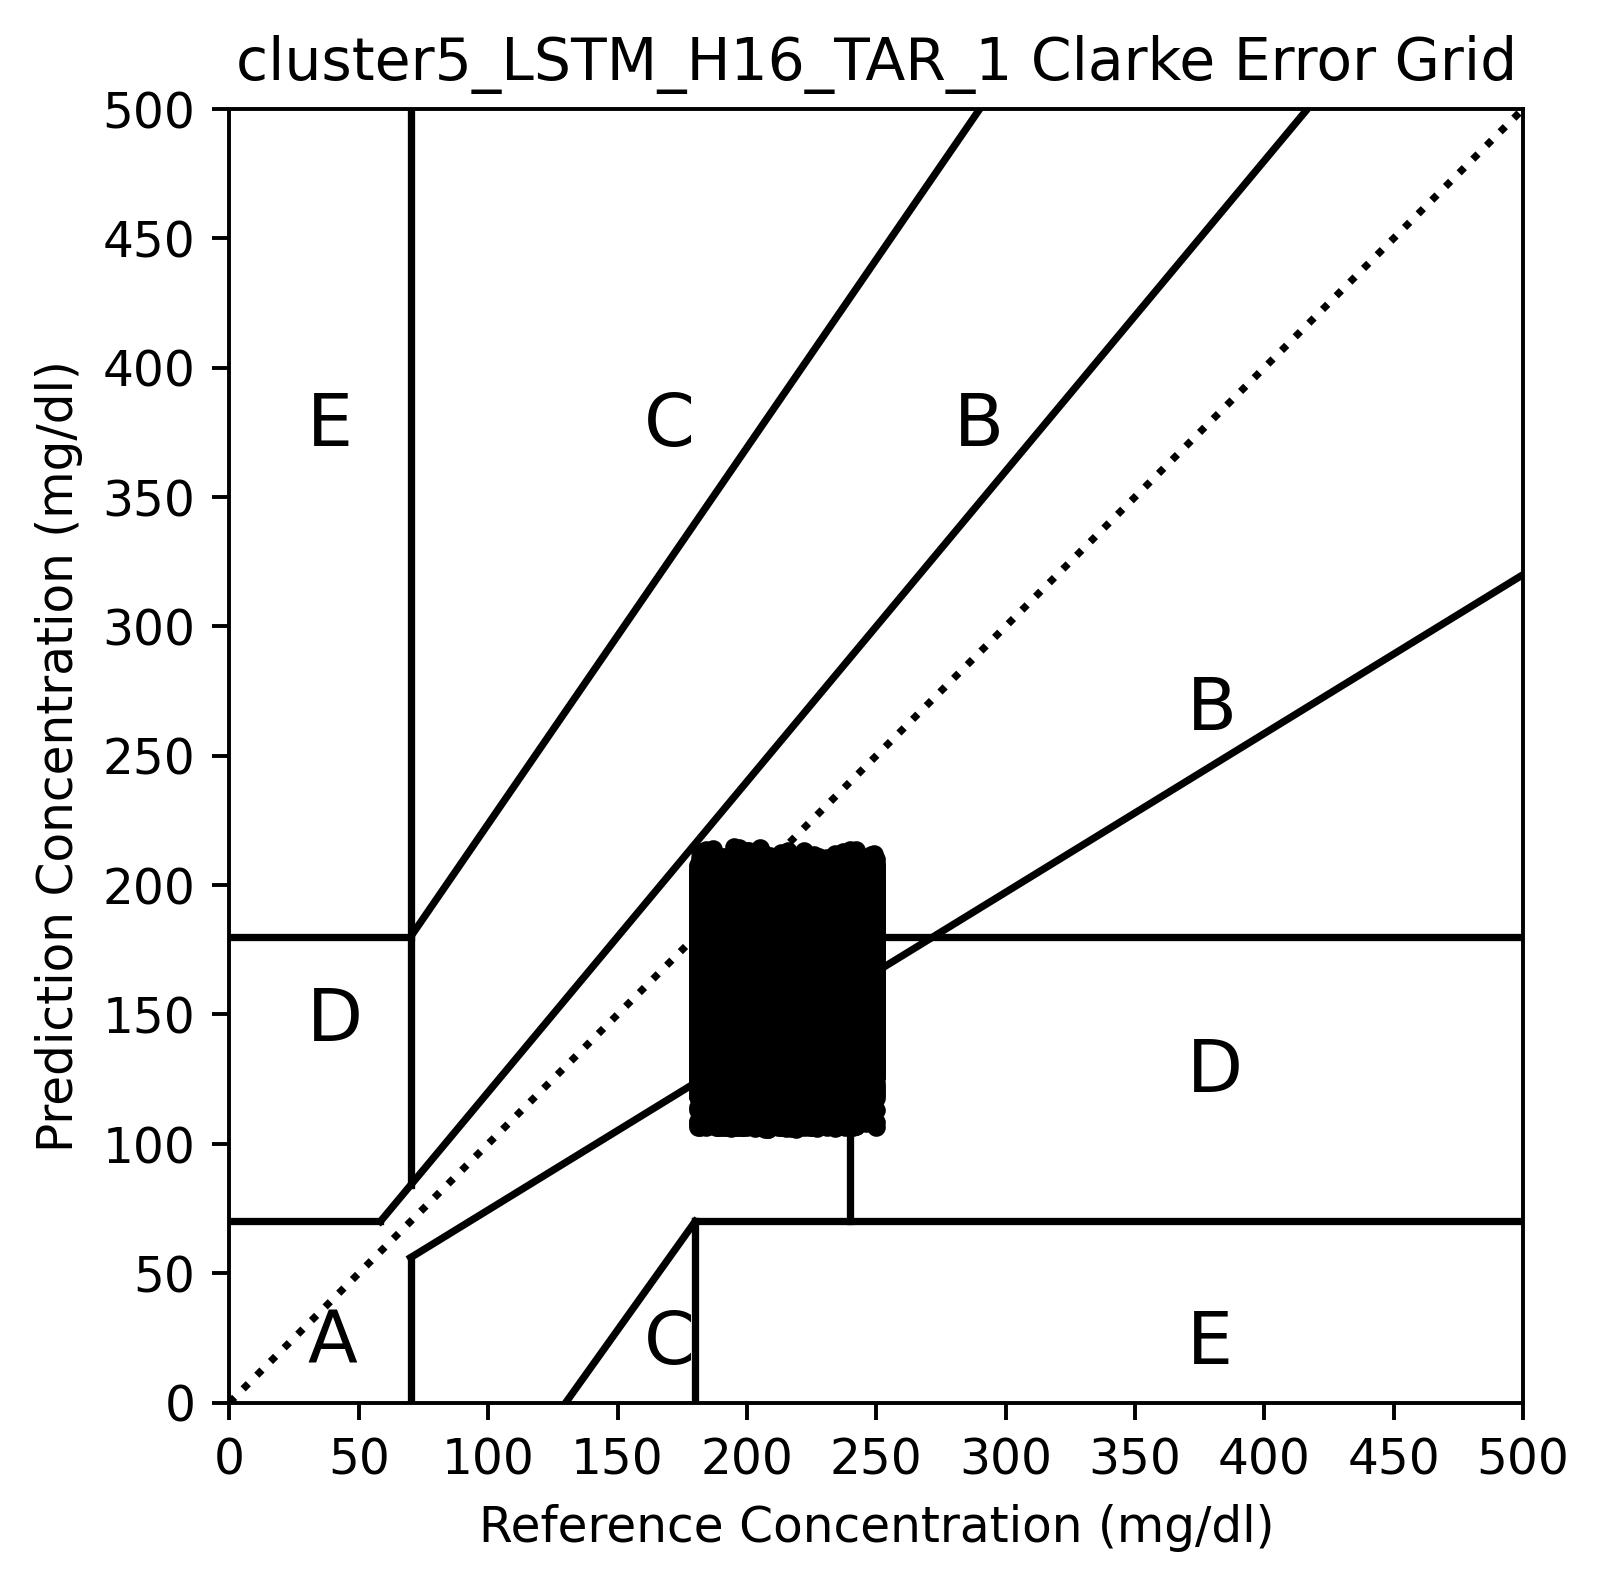 cluster5_LSTM_H16_TAR_1 Clarke Error Grid
500
450
400
350
300
250
200
150
100
50
0
Prediction Concentration (mg/dl)
E
C
B
B
D
D
A
C
E
0 50 100 150 200 250 300 350 400 450 500
Reference Concentration (mg/dl)